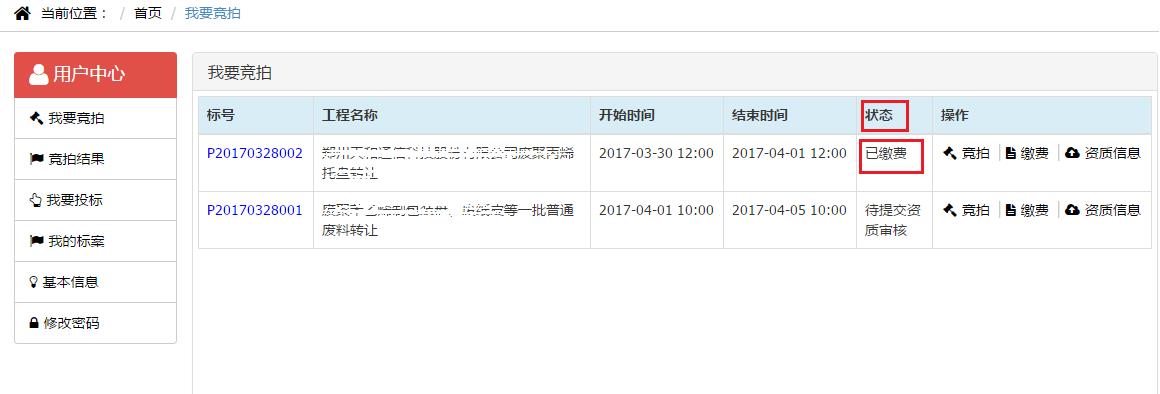 当前位置： / 首页 / 我要竞拍
用户中心
我要竞拍
竞拍结果
我要投标
我的标案
基本信息
修改密码
我要竞拍
标号 工程名称 开始时间 结束时间 状态 操作
P20170328002 废聚丙烯 2017-03-30 12:00 2017-04-01 12:00 已缴费 竞拍 | 缴费 | 资质信息
托盘转让
P20170328001 等一批普通 2017-04-01 10:00 2017-04-05 10:00 待提交资 竞拍 | 缴费 | 资质信息
废料转让 质审核